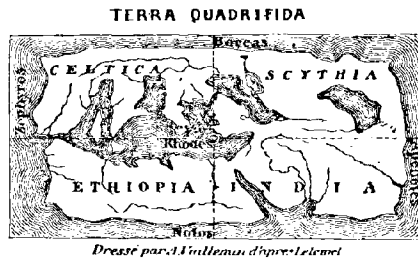 TERRA QUADRIFIDA
Boreas
CELTICA SCYTHIA
Zephyros
Rhodes
ETHIOPIA INDIA
Notos
Dressé par A. Vuillemin d'après Lelewel